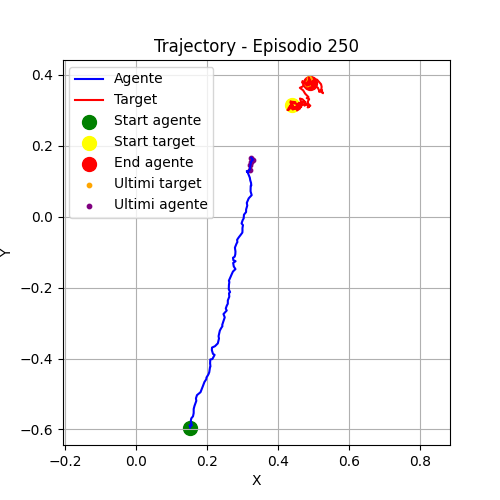 Trajectory - Episodio 250
Agente
Target
Start agente
Start target
End agente
Ultimi target
Ultimi agente
0.4
0.2
0.0
−0.2
−0.4
−0.6
Y
−0.2
0.0
0.2
0.4
0.6
0.8
X